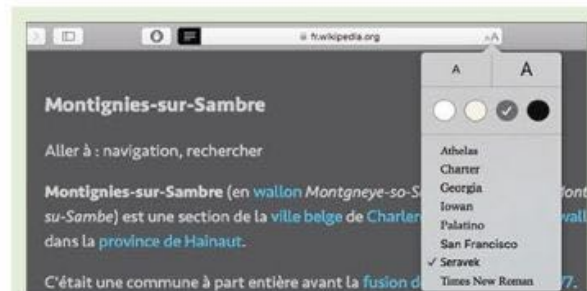 fr.wikipedia.org
AA
A A
Montignies-sur-Sambre
Aller à : navigation, rechercher
Montignies-sur-Sambre (en wallon Montgneye-so-S
su-Sambe) est une section de la ville belge de Charler
dans la province de Hainaut.
C'était une commune à part entière avant la fusion d
Athelas
Charter
Georgia
Iowan
Palatino
San Francisco
✓ Seravek
Times New Roman